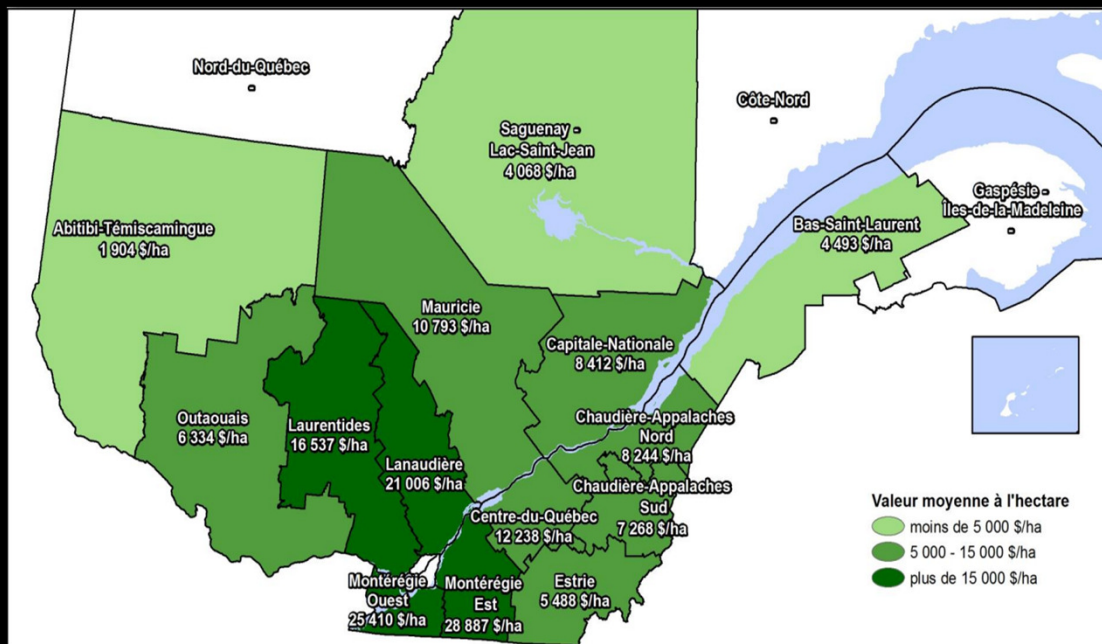 Nord-du-Québec
Côte-Nord
Saguenay -
Lac-Saint-Jean
4 068 $/ha
Gaspésie -
Îles-de-la-Madeleine
Bas-Saint-Laurent
4 493 $/ha
Abitibi-Témiscamingue
1 904 $/ha
Mauricie
10 793 $/ha
Capitale-Nationale
8 412 $/ha
Outaouais
6 334 $/ha
Laurentides
16 537 $/ha
Lanaudière
21 006 $/ha
Chaudière-Appalaches
Nord
8 244 $/ha
Chaudière-Appalaches
Sud
7 268 $/ha
Centre-du-Québec
12 238 $/ha
Montérégie
Ouest
25 410 $/ha
Montérégie
Est
28 887 $/ha
Estrie
5 488 $/ha
Valeur moyenne à l'hectare
moins de 5 000 $/ha
5 000 - 15 000 $/ha
plus de 15 000 $/ha